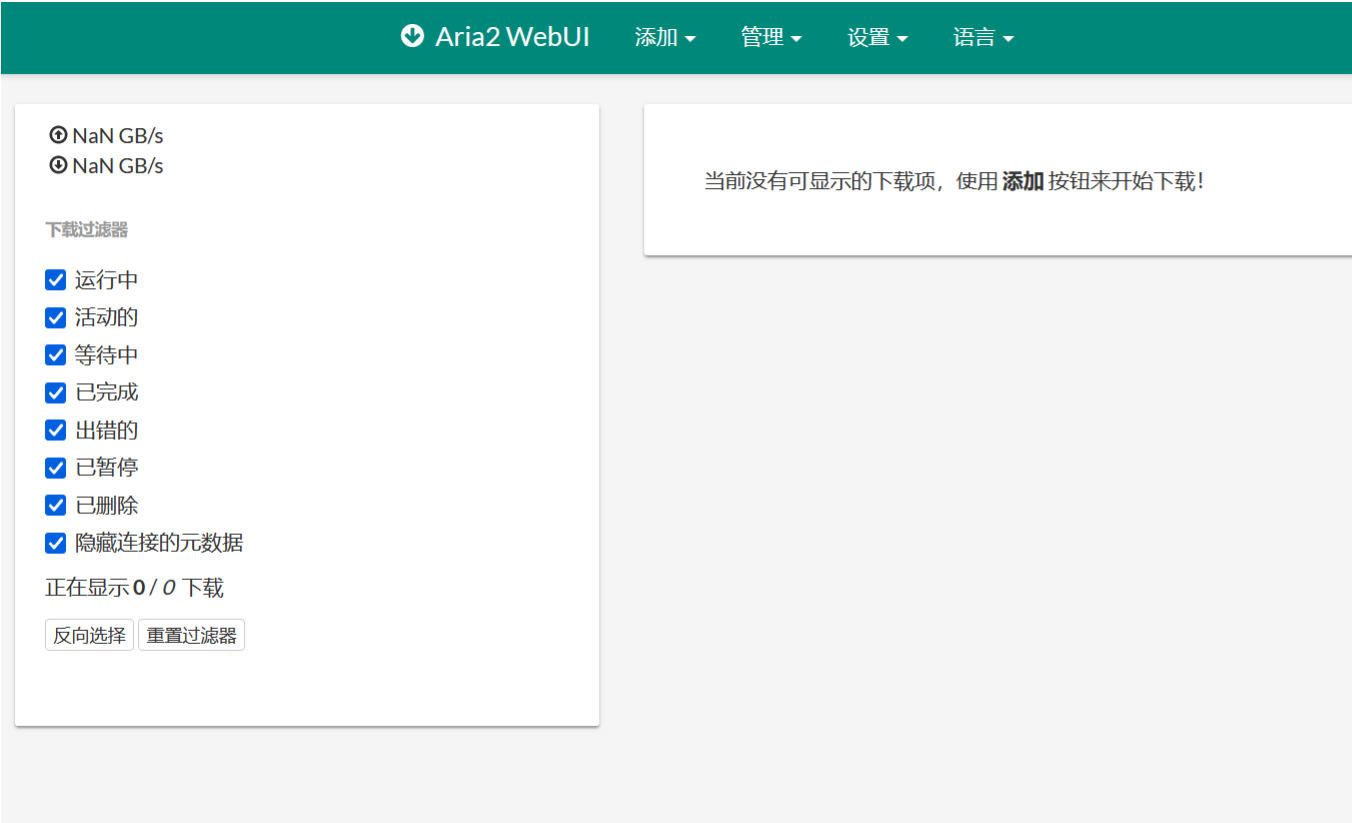 Aria2 WebUI 添加 管理 设置 语言
NaN GB/s
NaN GB/s
下载过滤器
运行中
活动的
等待中
已完成
出错的
已暂停
已删除
隐藏连接的元数据
正在显示 0 / 0 下载
反向选择 重置过滤器
当前没有可显示的下载项，使用 添加 按钮来开始下载！